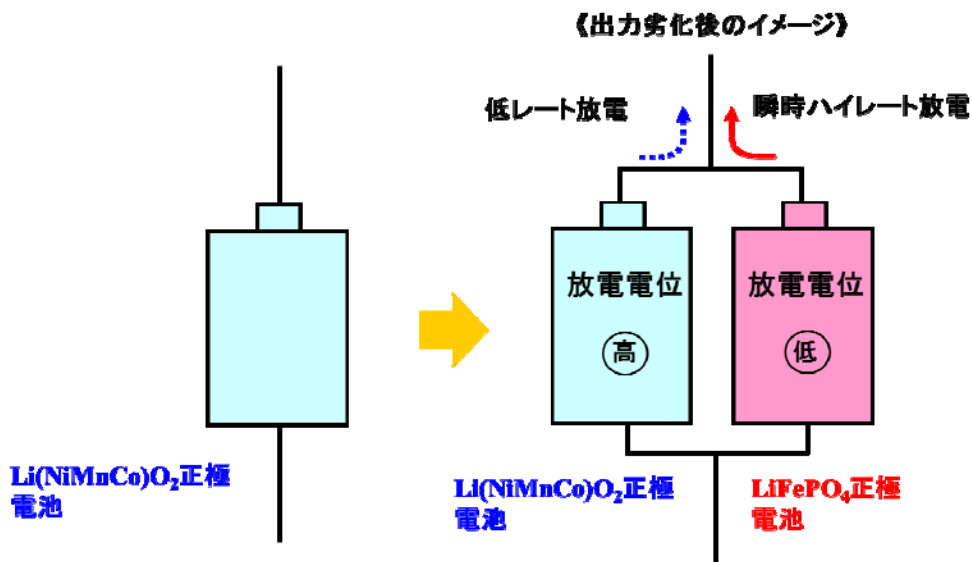 《出力劣化後のイメージ》
低レート放電
瞬時ハイレート放電
放電電位
高
放電電位
低
Li(NiMnCo)O₂正極
電池
Li(NiMnCo)O₂正極
電池
LiFePO₄正極
電池